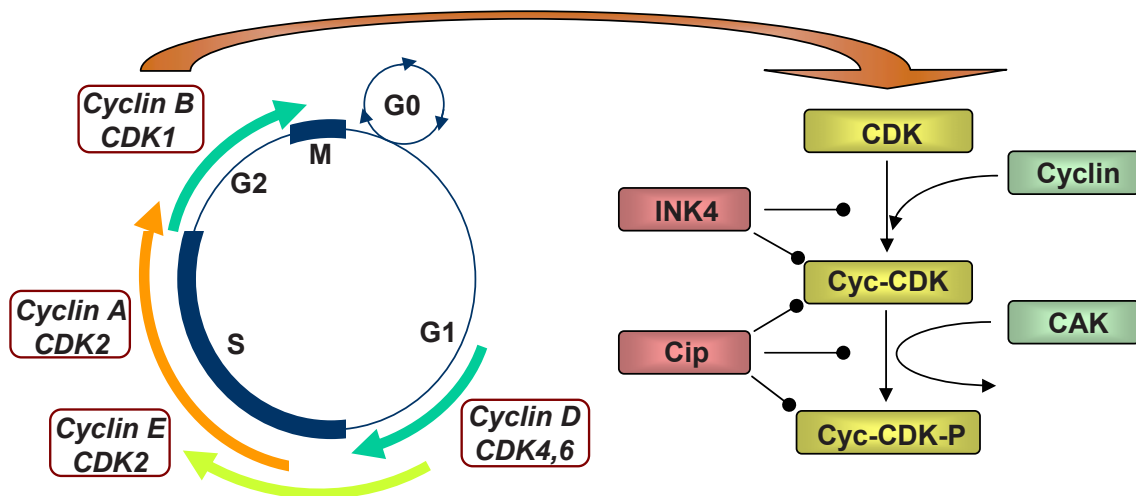 Cyclin B
CDK1
G0
M
G2
S
G1
Cyclin A
CDK2
Cyclin E
CDK2
Cyclin D
CDK4,6
CDK
Cyclin
INK4
Cyc-CDK
Cip
CAK
Cyc-CDK-P